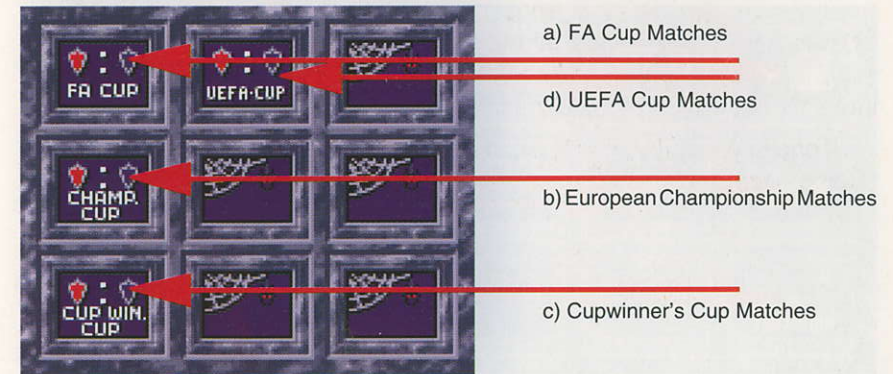 FA CUP
UEFA-CUP
CHAMP.
CUP
CUP WIN.
CUP
a) FA Cup Matches
d) UEFA Cup Matches
b) European Championship Matches
c) Cupwinner's Cup Matches